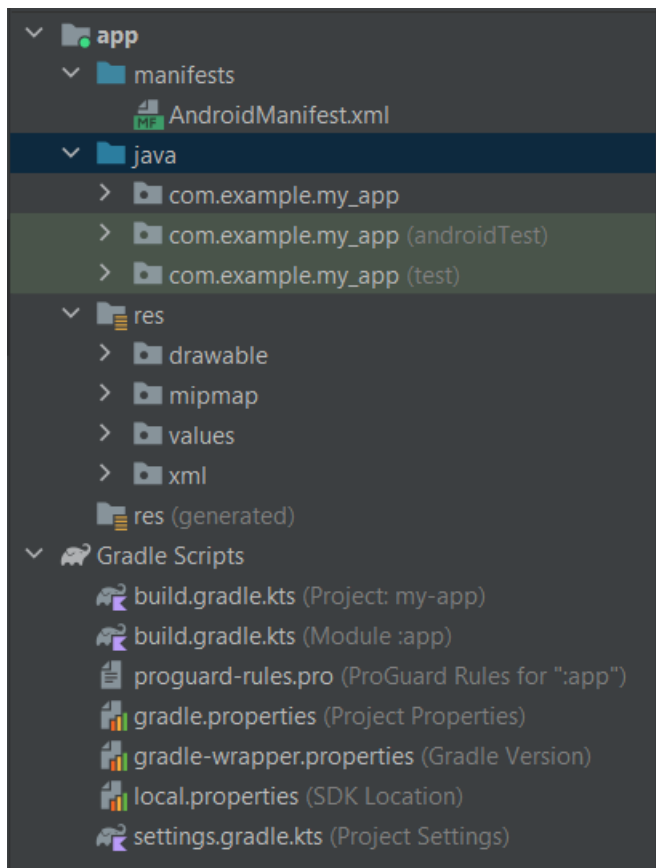 app
manifests
MF AndroidManifest.xml
java
com.example.my_app
com.example.my_app (androidTest)
com.example.my_app (test)
res
drawable
mipmap
values
xml
res (generated)
Gradle Scripts
build.gradle.kts (Project: my-app)
build.gradle.kts (Module :app)
proguard-rules.pro (ProGuard Rules for ":app")
gradle.properties (Project Properties)
gradle-wrapper.properties (Gradle Version)
local.properties (SDK Location)
settings.gradle.kts (Project Settings)